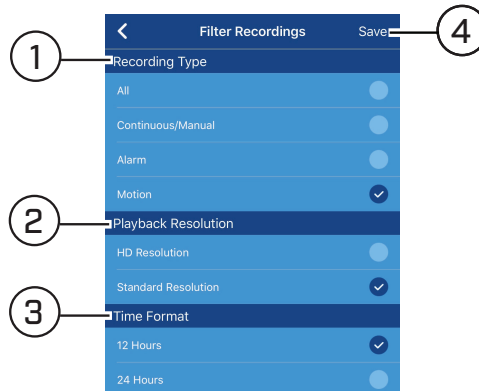 Filter Recordings Save
Recording Type
All
Continuous/Manual
Alarm
Motion
Playback Resolution
HD Resolution
Standard Resolution
Time Format
12 Hours
24 Hours
1
2
3
4